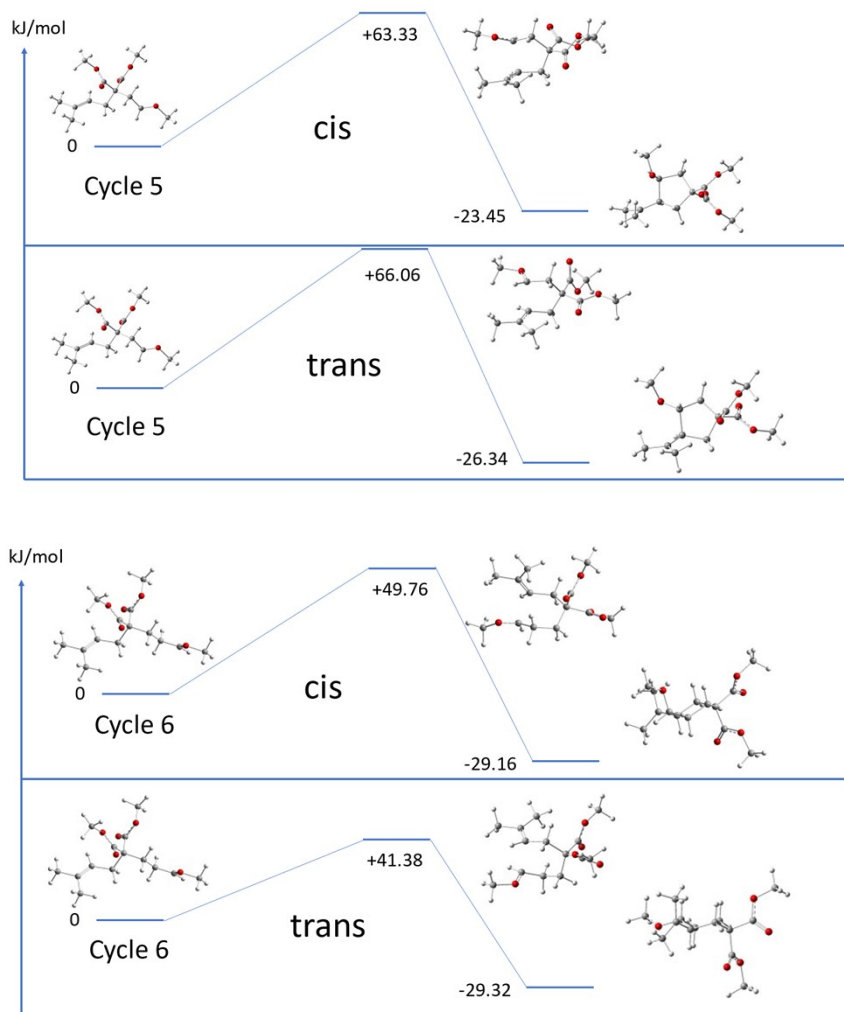 kJ/mol
+63.33
cis
0
Cycle 5
-23.45
+66.06
trans
0
Cycle 5
-26.34
kJ/mol
+49.76
cis
0
Cycle 6
-29.16
+41.38
0
trans
Cycle 6
-29.32